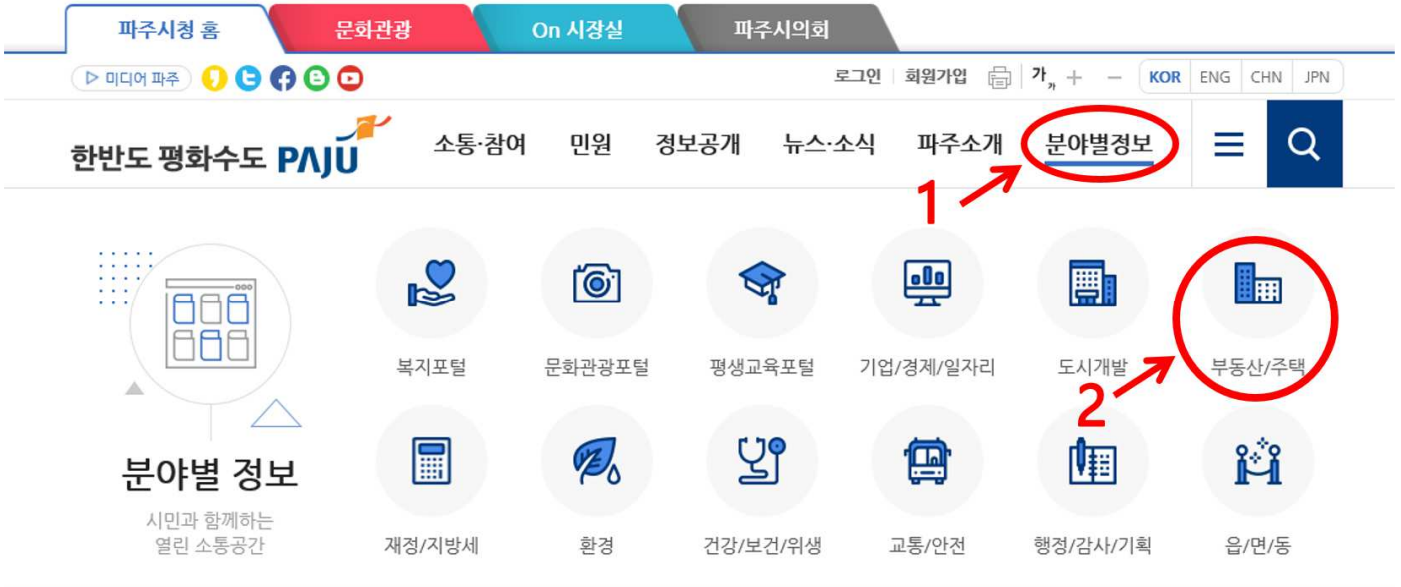 파주시청 홈 문화관광 On 시장실 파주시의회
미디어 파주 로그인 회원가입 가 가 + − KOR ENG CHN JPN
한반도 평화수도 PAJU 소통·참여 민원 정보공개 뉴스·소식 파주소개 분야별정보
1
복지포털 문화관광포털 평생교육포털 기업/경제/일자리 도시개발 부동산/주택
2
분야별 정보
시민과 함께하는
열린 소통공간
재정/지방세 환경 건강/보건/위생 교통/안전 행정/감사/기획 읍/면/동